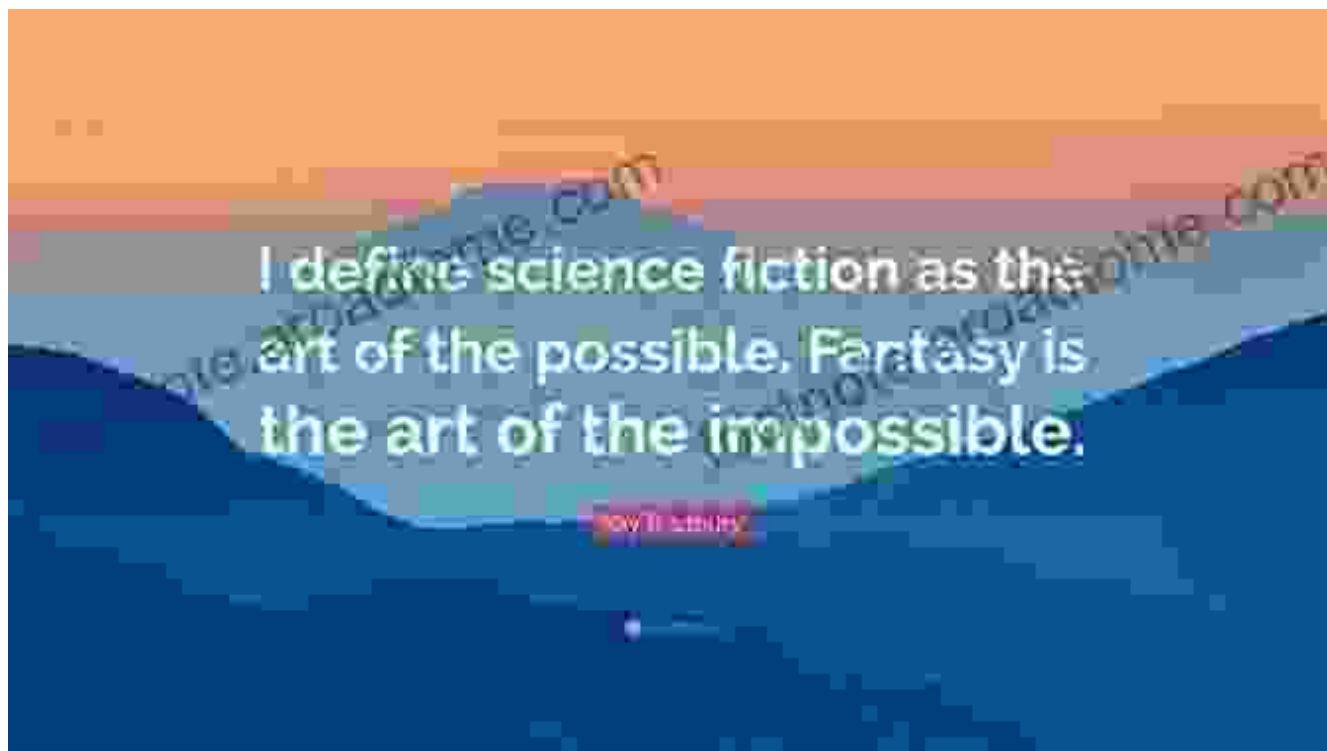 I define science fiction as the
art of the possible. Fantasy is
the art of the impossible.